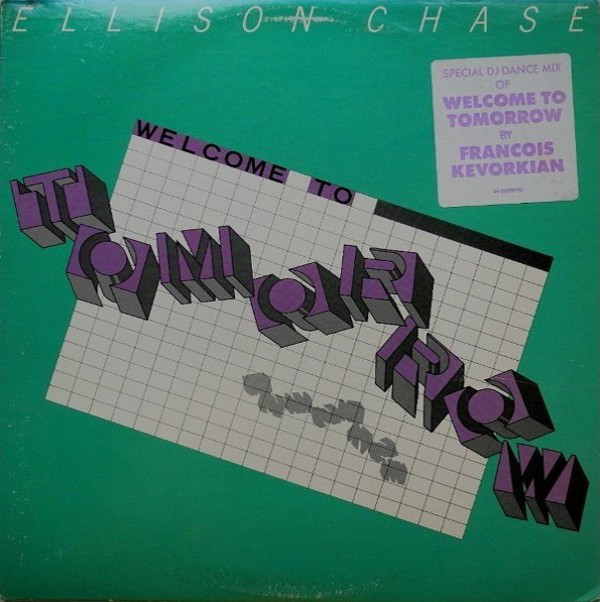 ELLISON CHASE
SPECIAL DJ DANCE MIX
OF
WELCOME TO
TOMORROW
BY
FRANCOIS
KEVORKIAN
WELCOME TO
TOMORROW